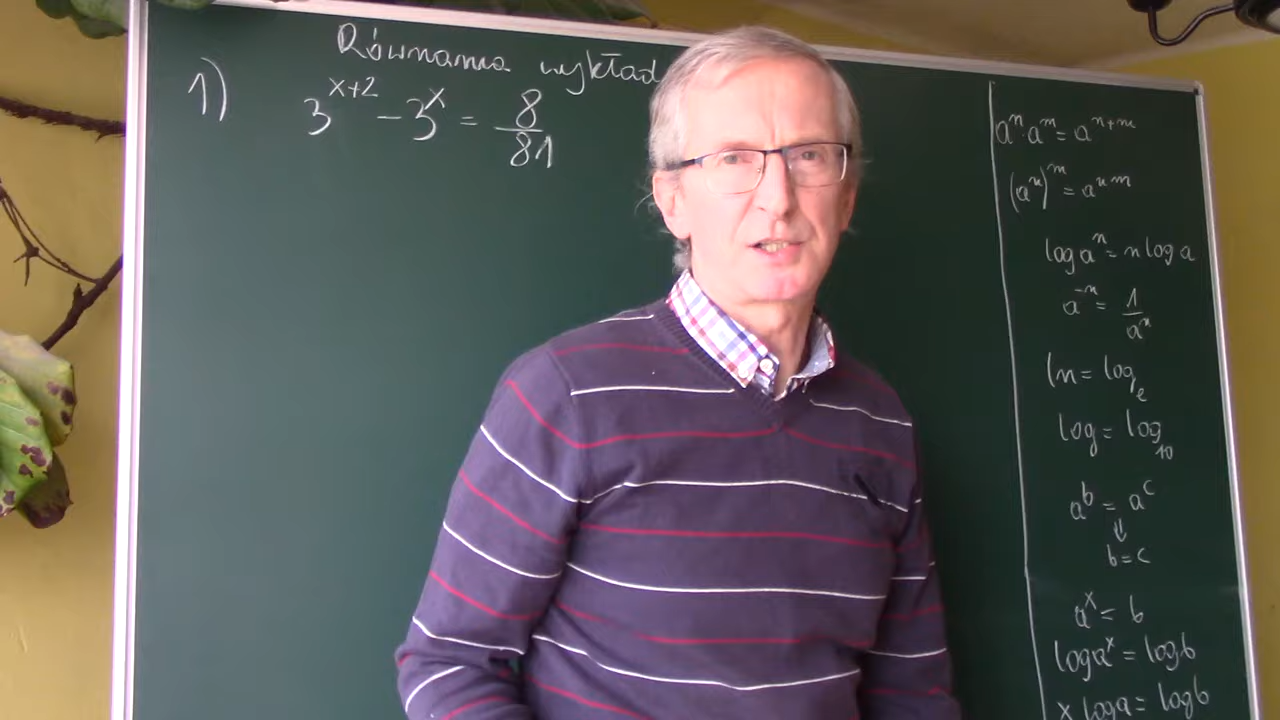 Równania wykład
1) 3^{x+2} - 3^x = 8/81
a^n a^m = a^{n+m}
(a^n)^m = a^{n m}
log a^n = n log a
a^{-n} = 1/a^n
ln = log_e
log = log_10
a^b = a^c
⇓
b = c
a^x = b
log a^x = log b
x log a = log b